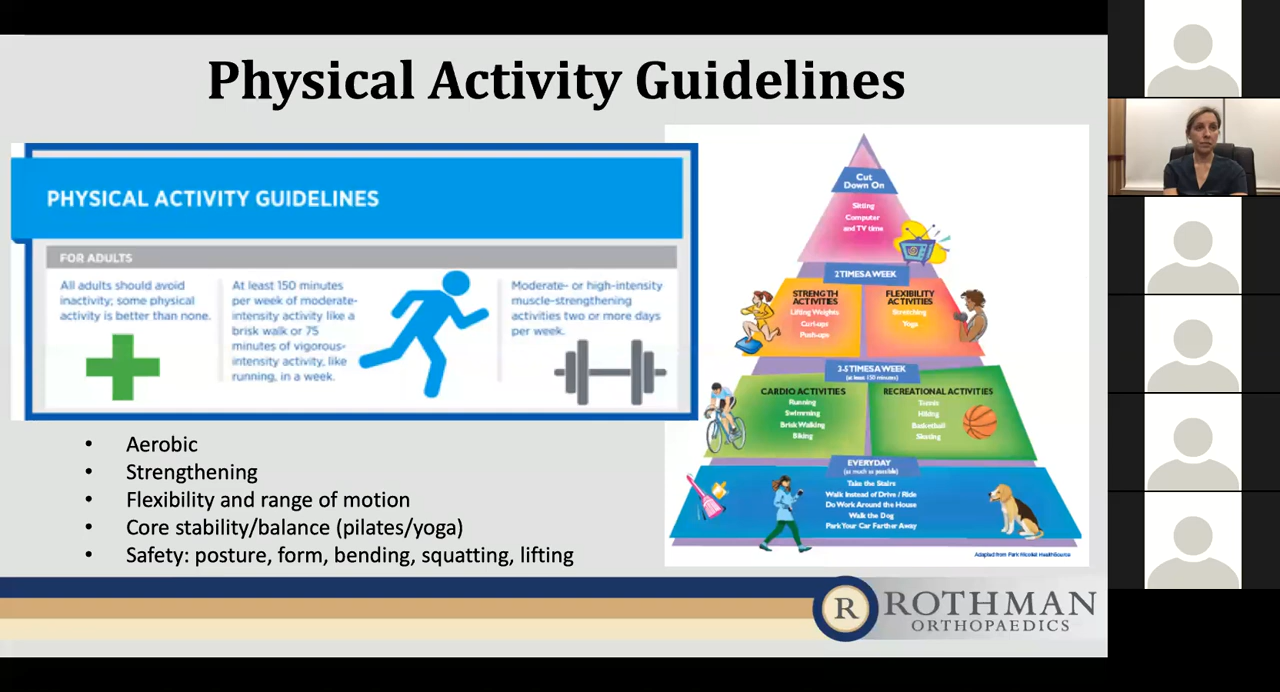 Physical Activity Guidelines
PHYSICAL ACTIVITY GUIDELINES
FOR ADULTS
All adults should avoid
inactivity; some physical
activity is better than none.
At least 150 minutes
per week of moderate-
intensity activity like a
brisk walk or 75
minutes of vigorous-
intensity activity, like
running, in a week.
Moderate- or high-intensity
muscle-strengthening
activities two or more days
per week.
• Aerobic
• Strengthening
• Flexibility and range of motion
• Core stability/balance (pilates/yoga)
• Safety: posture, form, bending, squatting, lifting
Cut
Down On
Sitting
Computer
and TV time
2 TIMES A WEEK
STRENGTH
ACTIVITIES
Lifting Weights
Curl-ups
Push-ups
FLEXIBILITY
ACTIVITIES
Stretching
Yoga
3-5 TIMES A WEEK
(at least 150 minutes)
CARDIO ACTIVITIES
Running
Swimming
Brisk Walking
Biking
RECREATIONAL ACTIVITIES
Tennis
Hiking
Basketball
Skating
EVERYDAY
(as much as possible)
Take the Stairs
Walk Instead of Drive / Ride
Do Work Around the House
Walk the Dog
Park Your Car Farther Away
Adapted from Park Nicollet HealthSource
R ROTHMAN
ORTHOPAEDICS